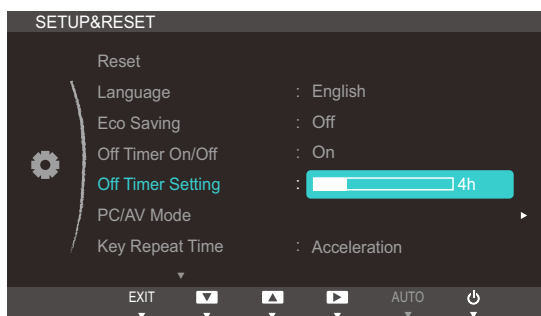 SETUP&RESET
Reset
Language : English
Eco Saving : Off
Off Timer On/Off : On
Off Timer Setting : 4h
PC/AV Mode
Key Repeat Time : Acceleration
EXIT AUTO